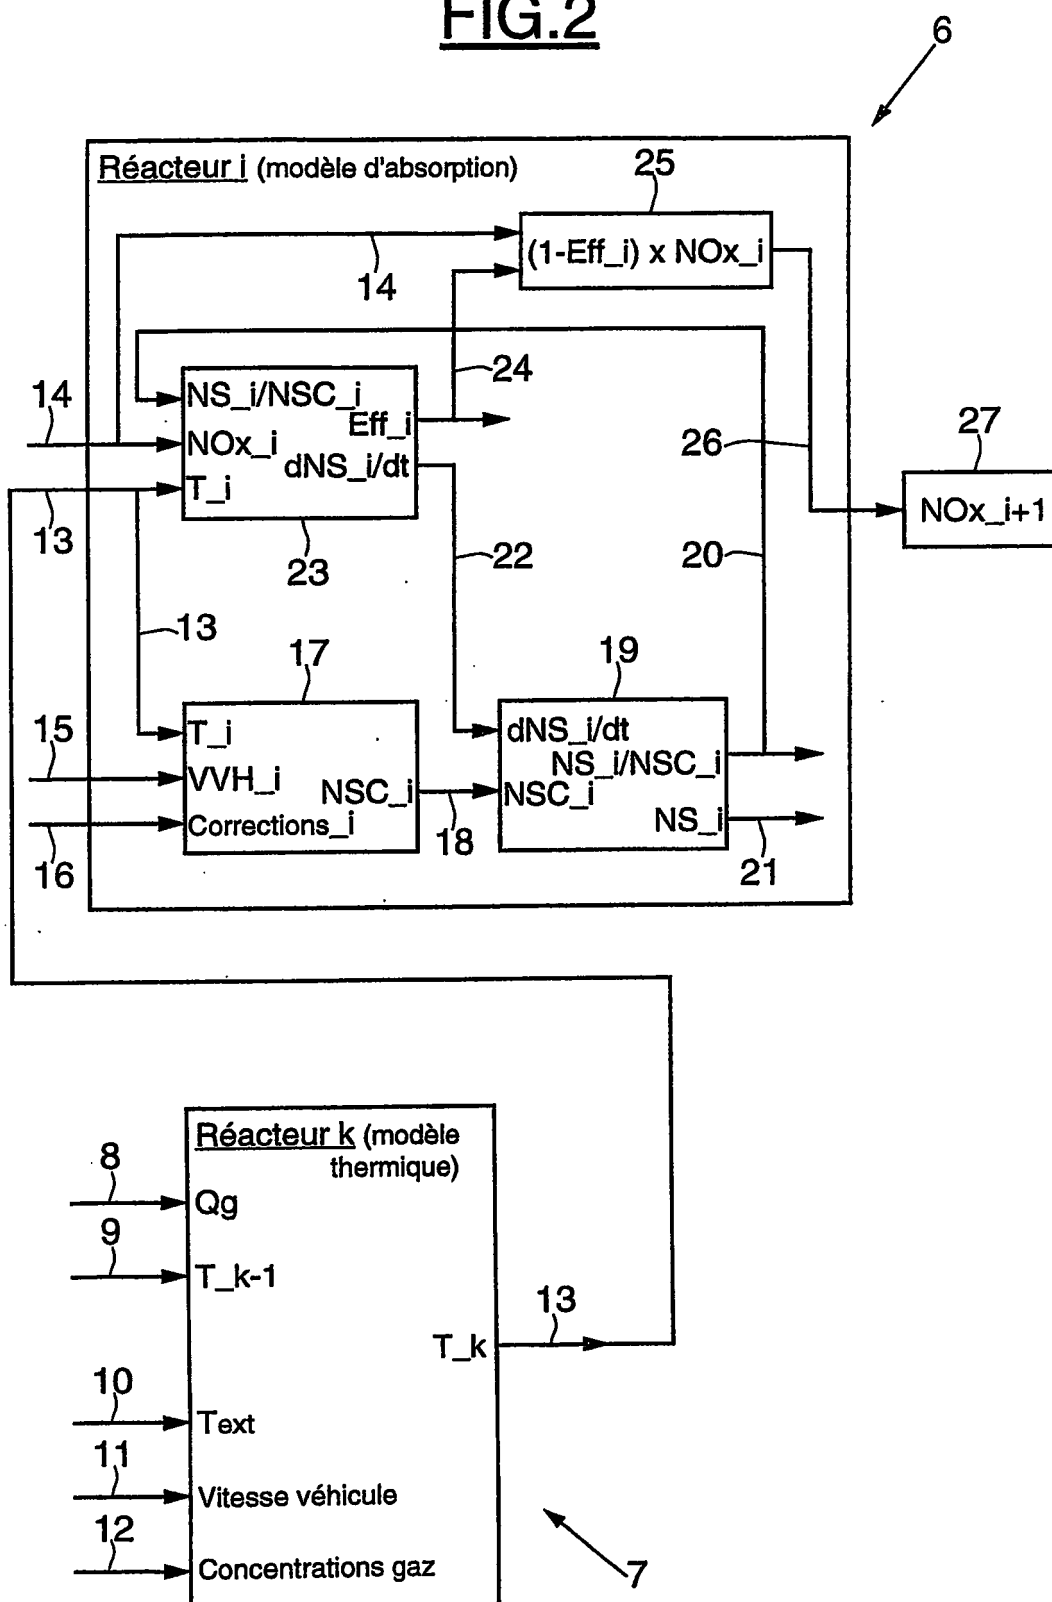 FIG.2
6
Réacteur i (modèle d'absorption)
25
(1-Eff_i) x NOx_i
14
24
14
NS_i/NSC_i
Eff_i
NOx_i
dNS_i/dt
T_i
26
27
NOx_i+1
13
23
22
20
13
17
19
15
T_i
VVH_i
NSC_i
Corrections_i
dNS_i/dt
NS_i/NSC_i
NSC_i
NS_i
16
18
21
Réacteur k (modèle
thermique)
8
Qg
9
T_k-1
13
T_k
10
Text
11
Vitesse véhicule
12
Concentrations gaz
7